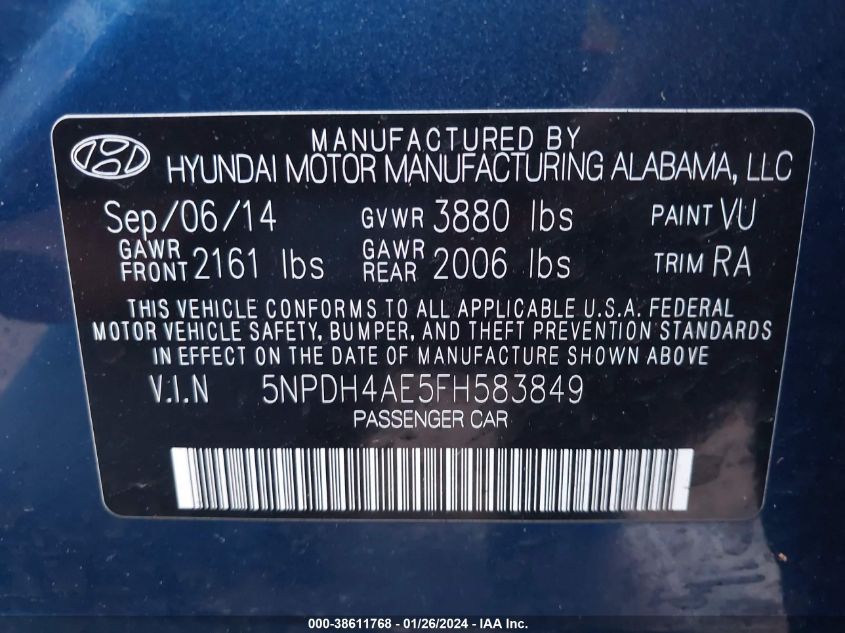 MANUFACTURED BY
HYUNDAI MOTOR MANUFACTURING ALABAMA, LLC
Sep/06/14 GVWR 3880 lbs PAINT VU
GAWR FRONT 2161 lbs GAWR REAR 2006 lbs TRIM RA
THIS VEHICLE CONFORMS TO ALL APPLICABLE U.S.A. FEDERAL
MOTOR VEHICLE SAFETY, BUMPER, AND THEFT PREVENTION STANDARDS
IN EFFECT ON THE DATE OF MANUFACTURE SHOWN ABOVE
V.I.N 5NPDH4AE5FH583849
PASSENGER CAR
000-38611768 - 01/26/2024 - IAA Inc.